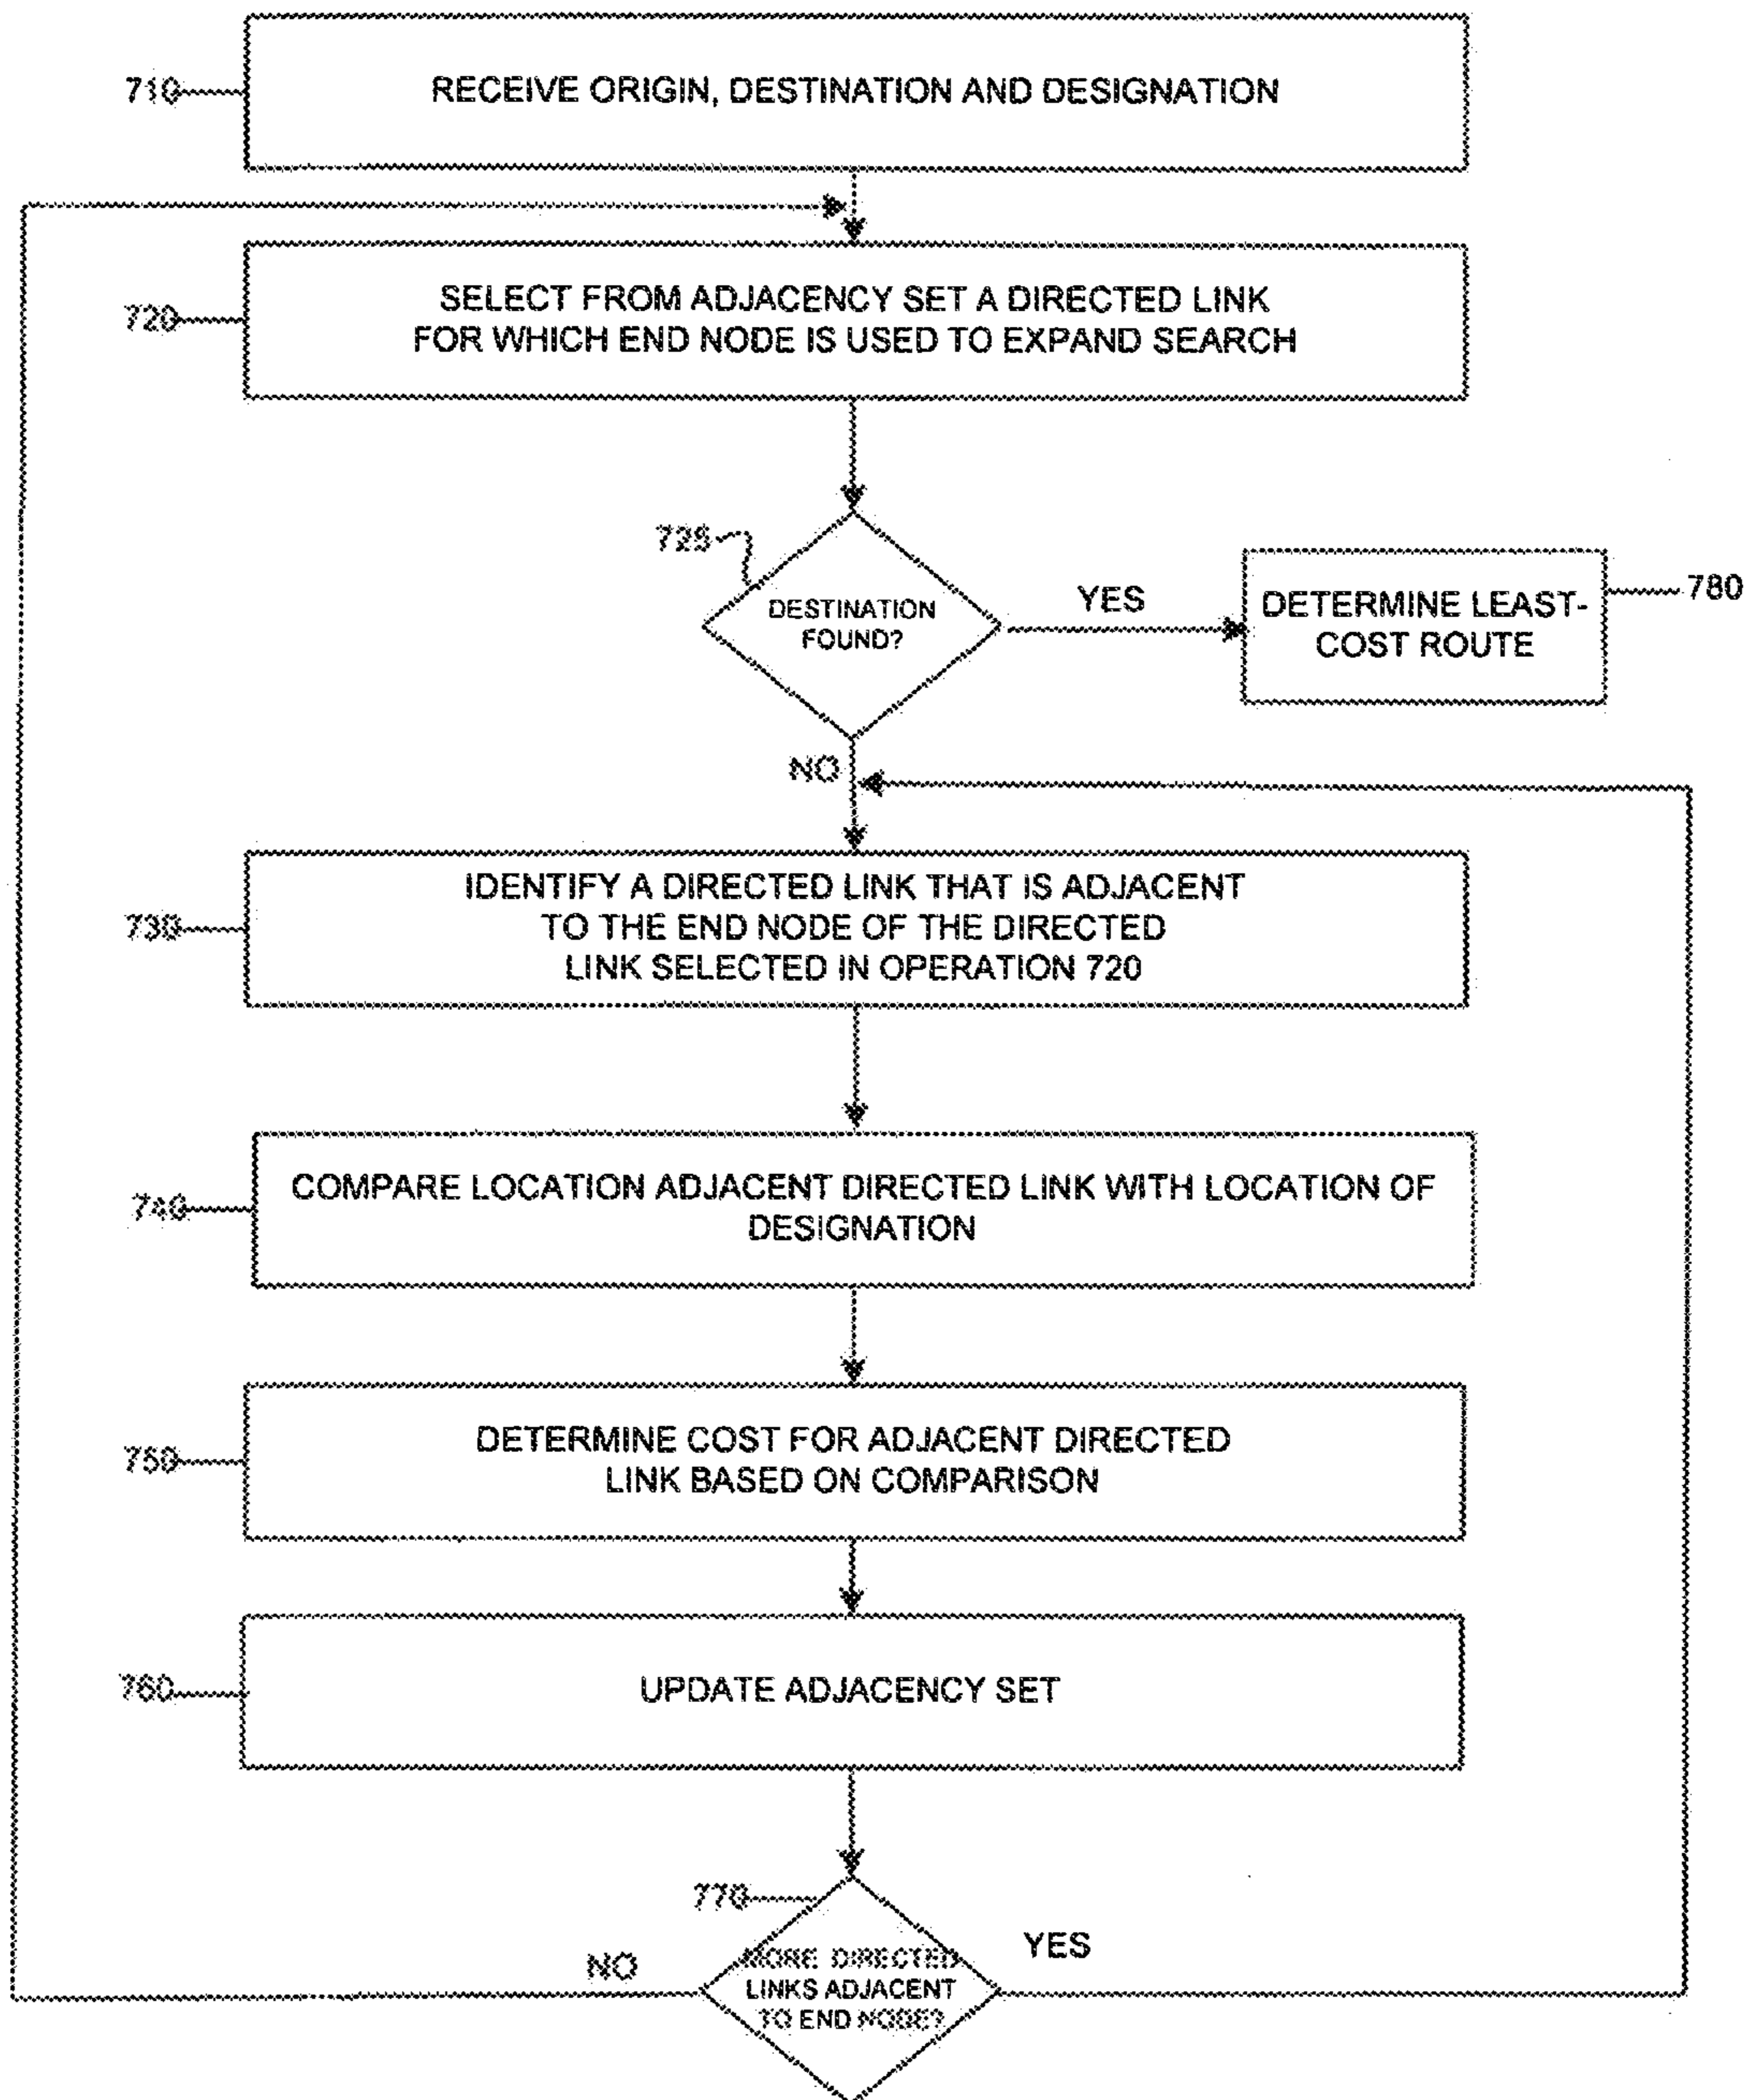 710
RECEIVE ORIGIN, DESTINATION AND DESIGNATION
720
SELECT FROM ADJACENCY SET A DIRECTED LINK
FOR WHICH END NODE IS USED TO EXPAND SEARCH
725
DESTINATION
FOUND?
YES
DETERMINE LEAST-
COST ROUTE
780
NO
730
IDENTIFY A DIRECTED LINK THAT IS ADJACENT
TO THE END NODE OF THE DIRECTED
LINK SELECTED IN OPERATION 720
740
COMPARE LOCATION ADJACENT DIRECTED LINK WITH LOCATION OF
DESIGNATION
750
DETERMINE COST FOR ADJACENT DIRECTED
LINK BASED ON COMPARISON
760
UPDATE ADJACENCY SET
770
NO
MORE DIRECTED
LINKS ADJACENT
TO END NODE?
YES